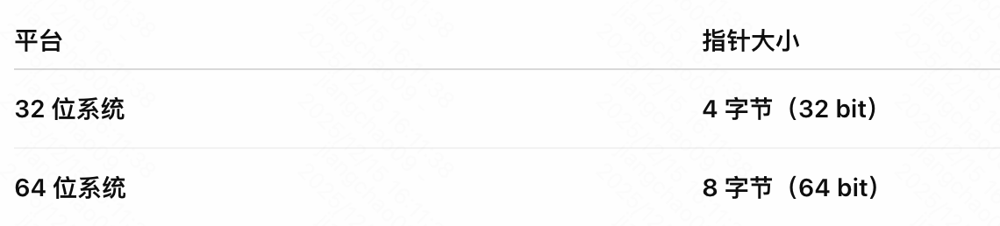 平台 指针大小
32 位系统 4 字节（32 bit）
64 位系统 8 字节（64 bit）